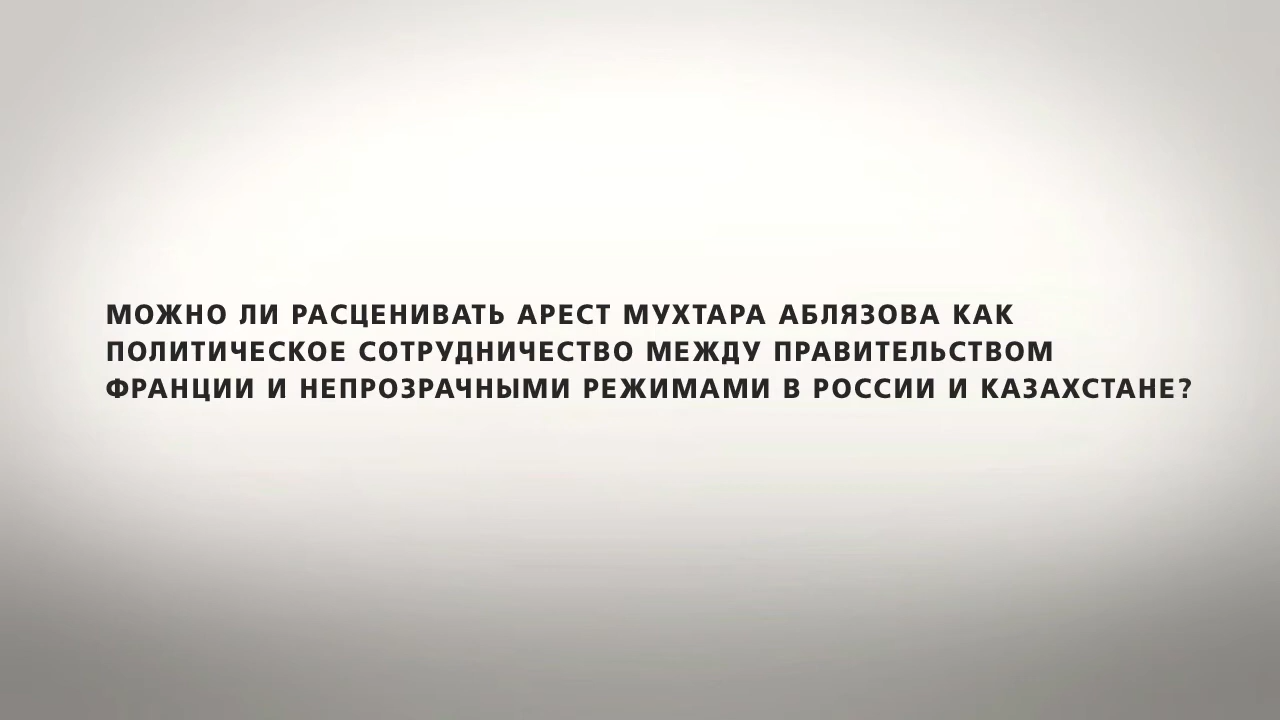 МОЖНО ЛИ РАСЦЕНИВАТЬ АРЕСТ МУХТАРА АБЛЯЗОВА КАК
ПОЛИТИЧЕСКОЕ СОТРУДНИЧЕСТВО МЕЖДУ ПРАВИТЕЛЬСТВОМ
ФРАНЦИИ И НЕПРОЗРАЧНЫМИ РЕЖИМАМИ В РОССИИ И КАЗАХСТАНЕ?